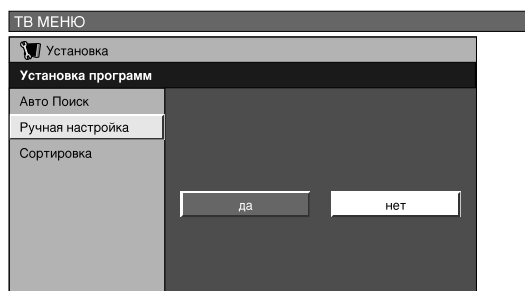 ТВ МЕНЮ
Установка
Установка программ
Авто Поиск
Ручная настройка
Сортировка
да
нет